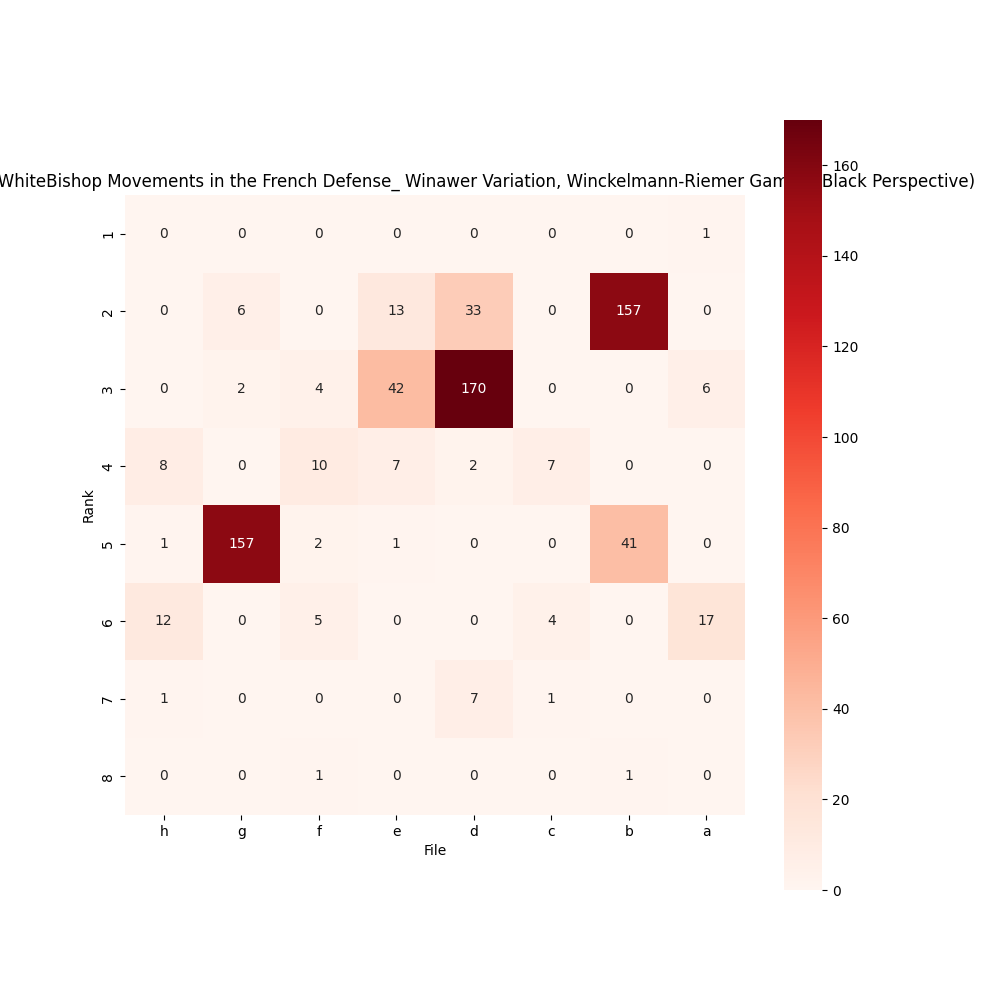 WhiteBishop Movements in the French Defense_ Winawer Variation, Winckelmann-Riemer Gam Black Perspective)
1 0 0 0 0 0 0 0 1
2 0 6 0 13 33 0 157 0
3 0 2 4 42 170 0 0 6
4 8 0 10 7 2 7 0 0
Rank
5 1 157 2 1 0 0 41 0
6 12 0 5 0 0 4 0 17
7 1 0 0 0 7 1 0 0
8 0 0 1 0 0 0 1 0
h g f e d c b a
File
160
140
120
100
80
60
40
20
0